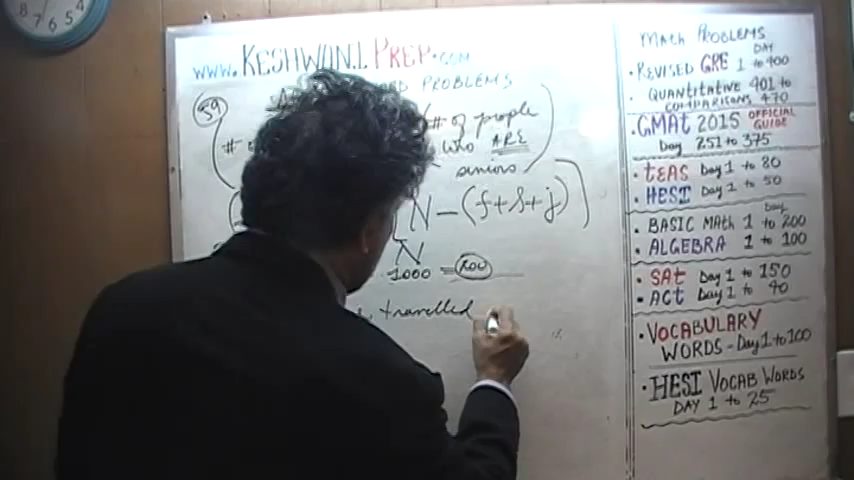 8 7 6 5 4
www.KESHWANI PREP.COM
WORD PROBLEMS
59
# of people
# who ARE
seniors
N - (f + s + j)
N
1000 = 200
travelled
MATH PROBLEMS
DAY
• REVISED GRE 1 to 400
• QUANTITATIVE 401 to
COMPARISONS 470
• GMAT 2015 OFFICIAL GUIDE
Day 251 to 375
• TEAS Day 1 to 80
• HESI Day 1 to 50
Day
• BASIC MATH 1 to 200
• ALGEBRA 1 to 100
• SAT Day 1 to 150
• ACT Day 1 to 90
• VOCABULARY
WORDS - Day 1 to 100
• HESI VOCAB WORDS
DAY 1 to 25